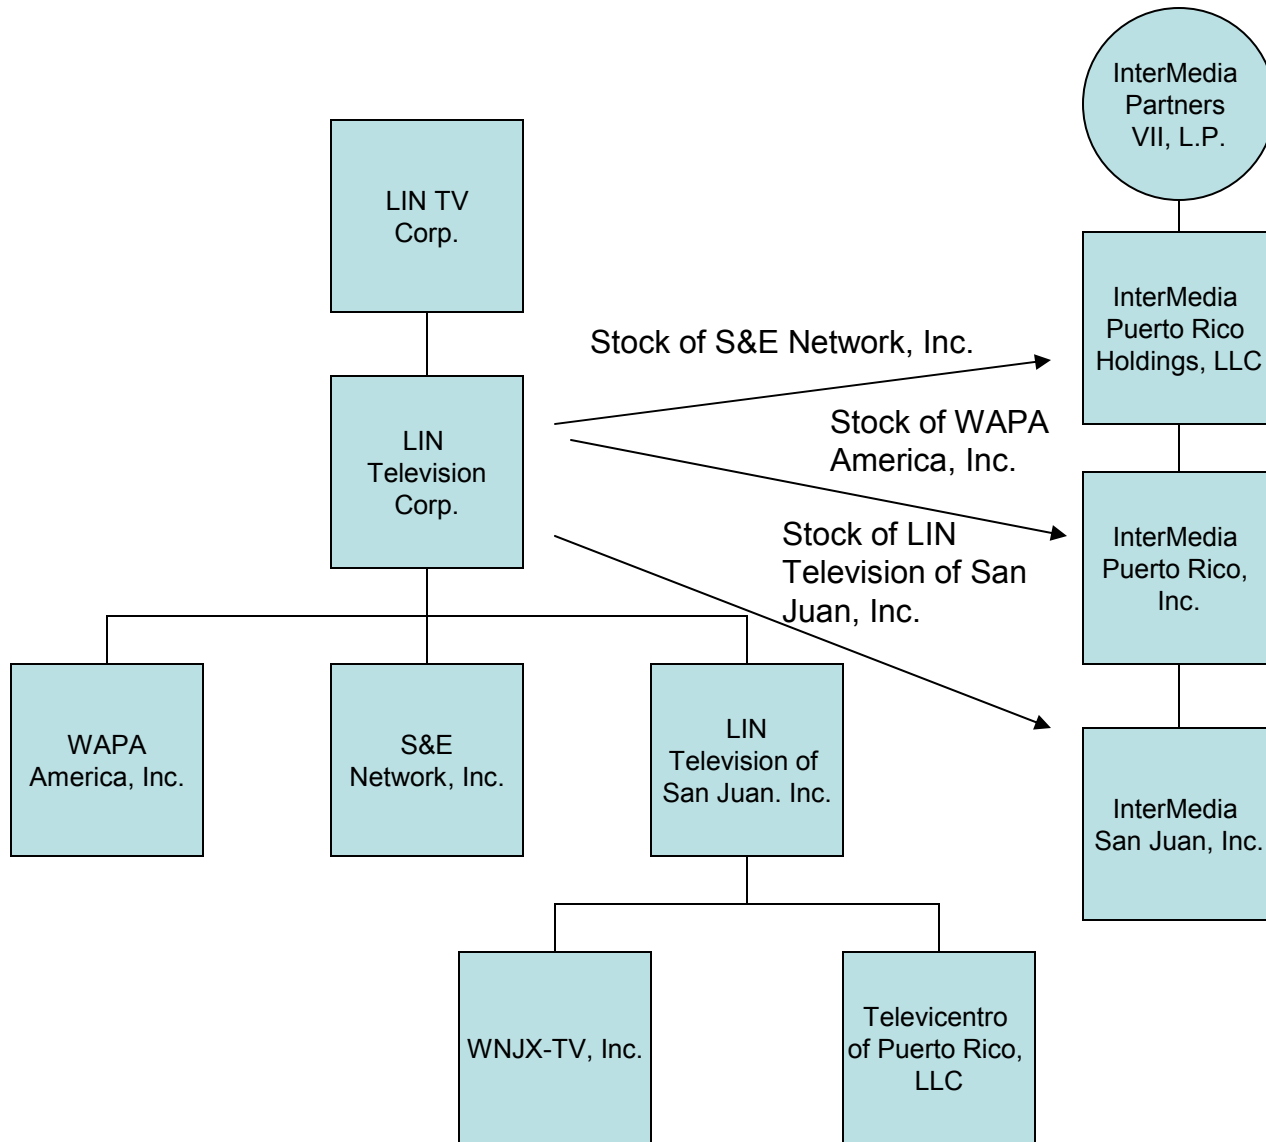 InterMedia
Partners
VII, L.P.
LIN TV
Corp.
InterMedia
Puerto Rico
Holdings, LLC
Stock of S&E Network, Inc.
LIN
Television
Corp.
Stock of WAPA
America, Inc.
InterMedia
Puerto Rico,
Inc.
Stock of LIN
Television of San
Juan, Inc.
WAPA
America, Inc.
S&E
Network, Inc.
LIN
Television of
San Juan. Inc.
InterMedia
San Juan, Inc.
WNJX-TV, Inc.
Televicentro
of Puerto Rico,
LLC